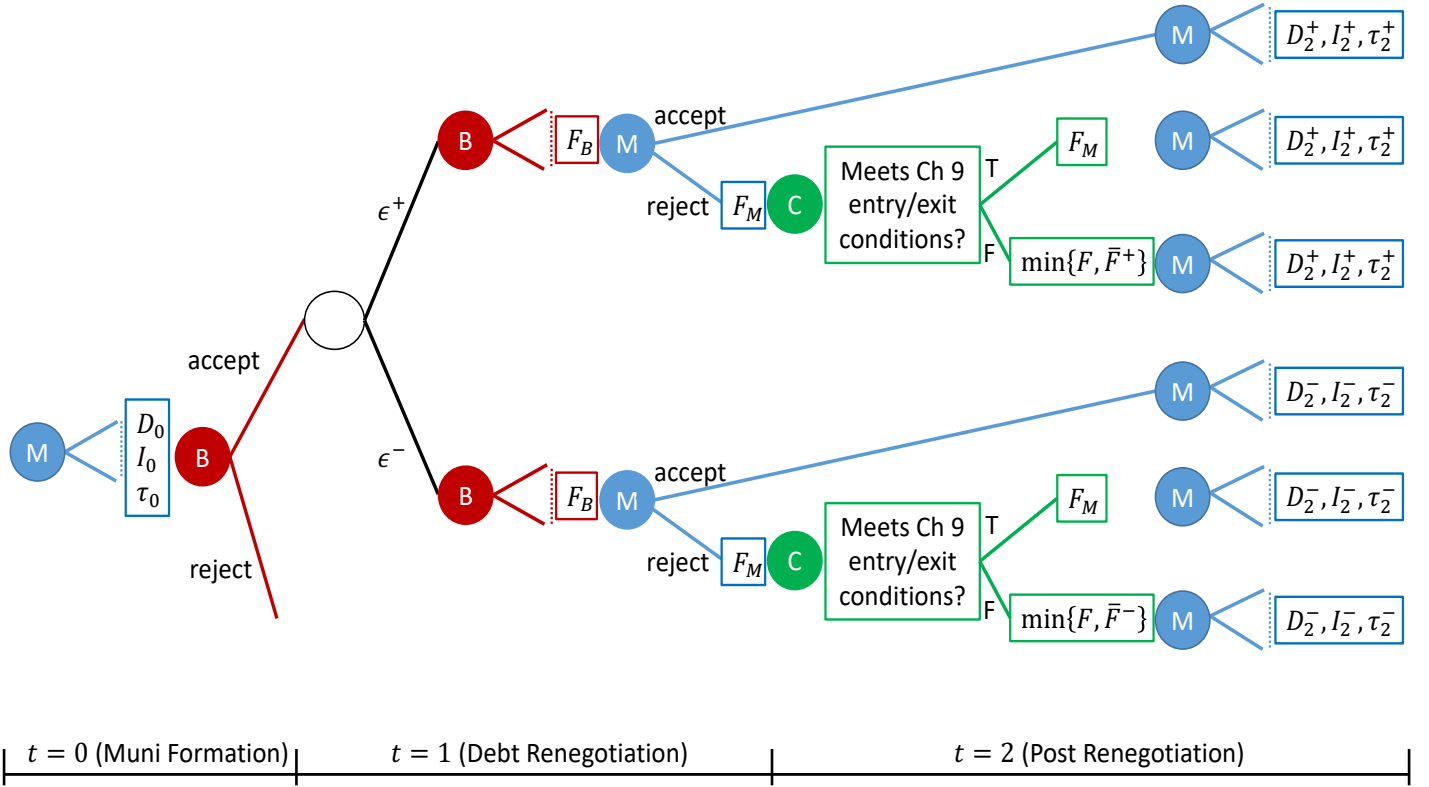 M
D₀
I₀
τ₀
B
accept
reject
ϵ⁺
ϵ⁻
B
F_B
M
accept
reject
F_M
C
Meets Ch 9
entry/exit
conditions?
T
F
F_M
min{F, F̄⁺}
M
D₂⁺, I₂⁺, τ₂⁺
M
D₂⁺, I₂⁺, τ₂⁺
M
D₂⁺, I₂⁺, τ₂⁺
B
F_B
M
accept
reject
F_M
C
Meets Ch 9
entry/exit
conditions?
T
F
F_M
min{F, F̄⁻}
M
D₂⁻, I₂⁻, τ₂⁻
M
D₂⁻, I₂⁻, τ₂⁻
M
D₂⁻, I₂⁻, τ₂⁻
t = 0 (Muni Formation)
t = 1 (Debt Renegotiation)
t = 2 (Post Renegotiation)